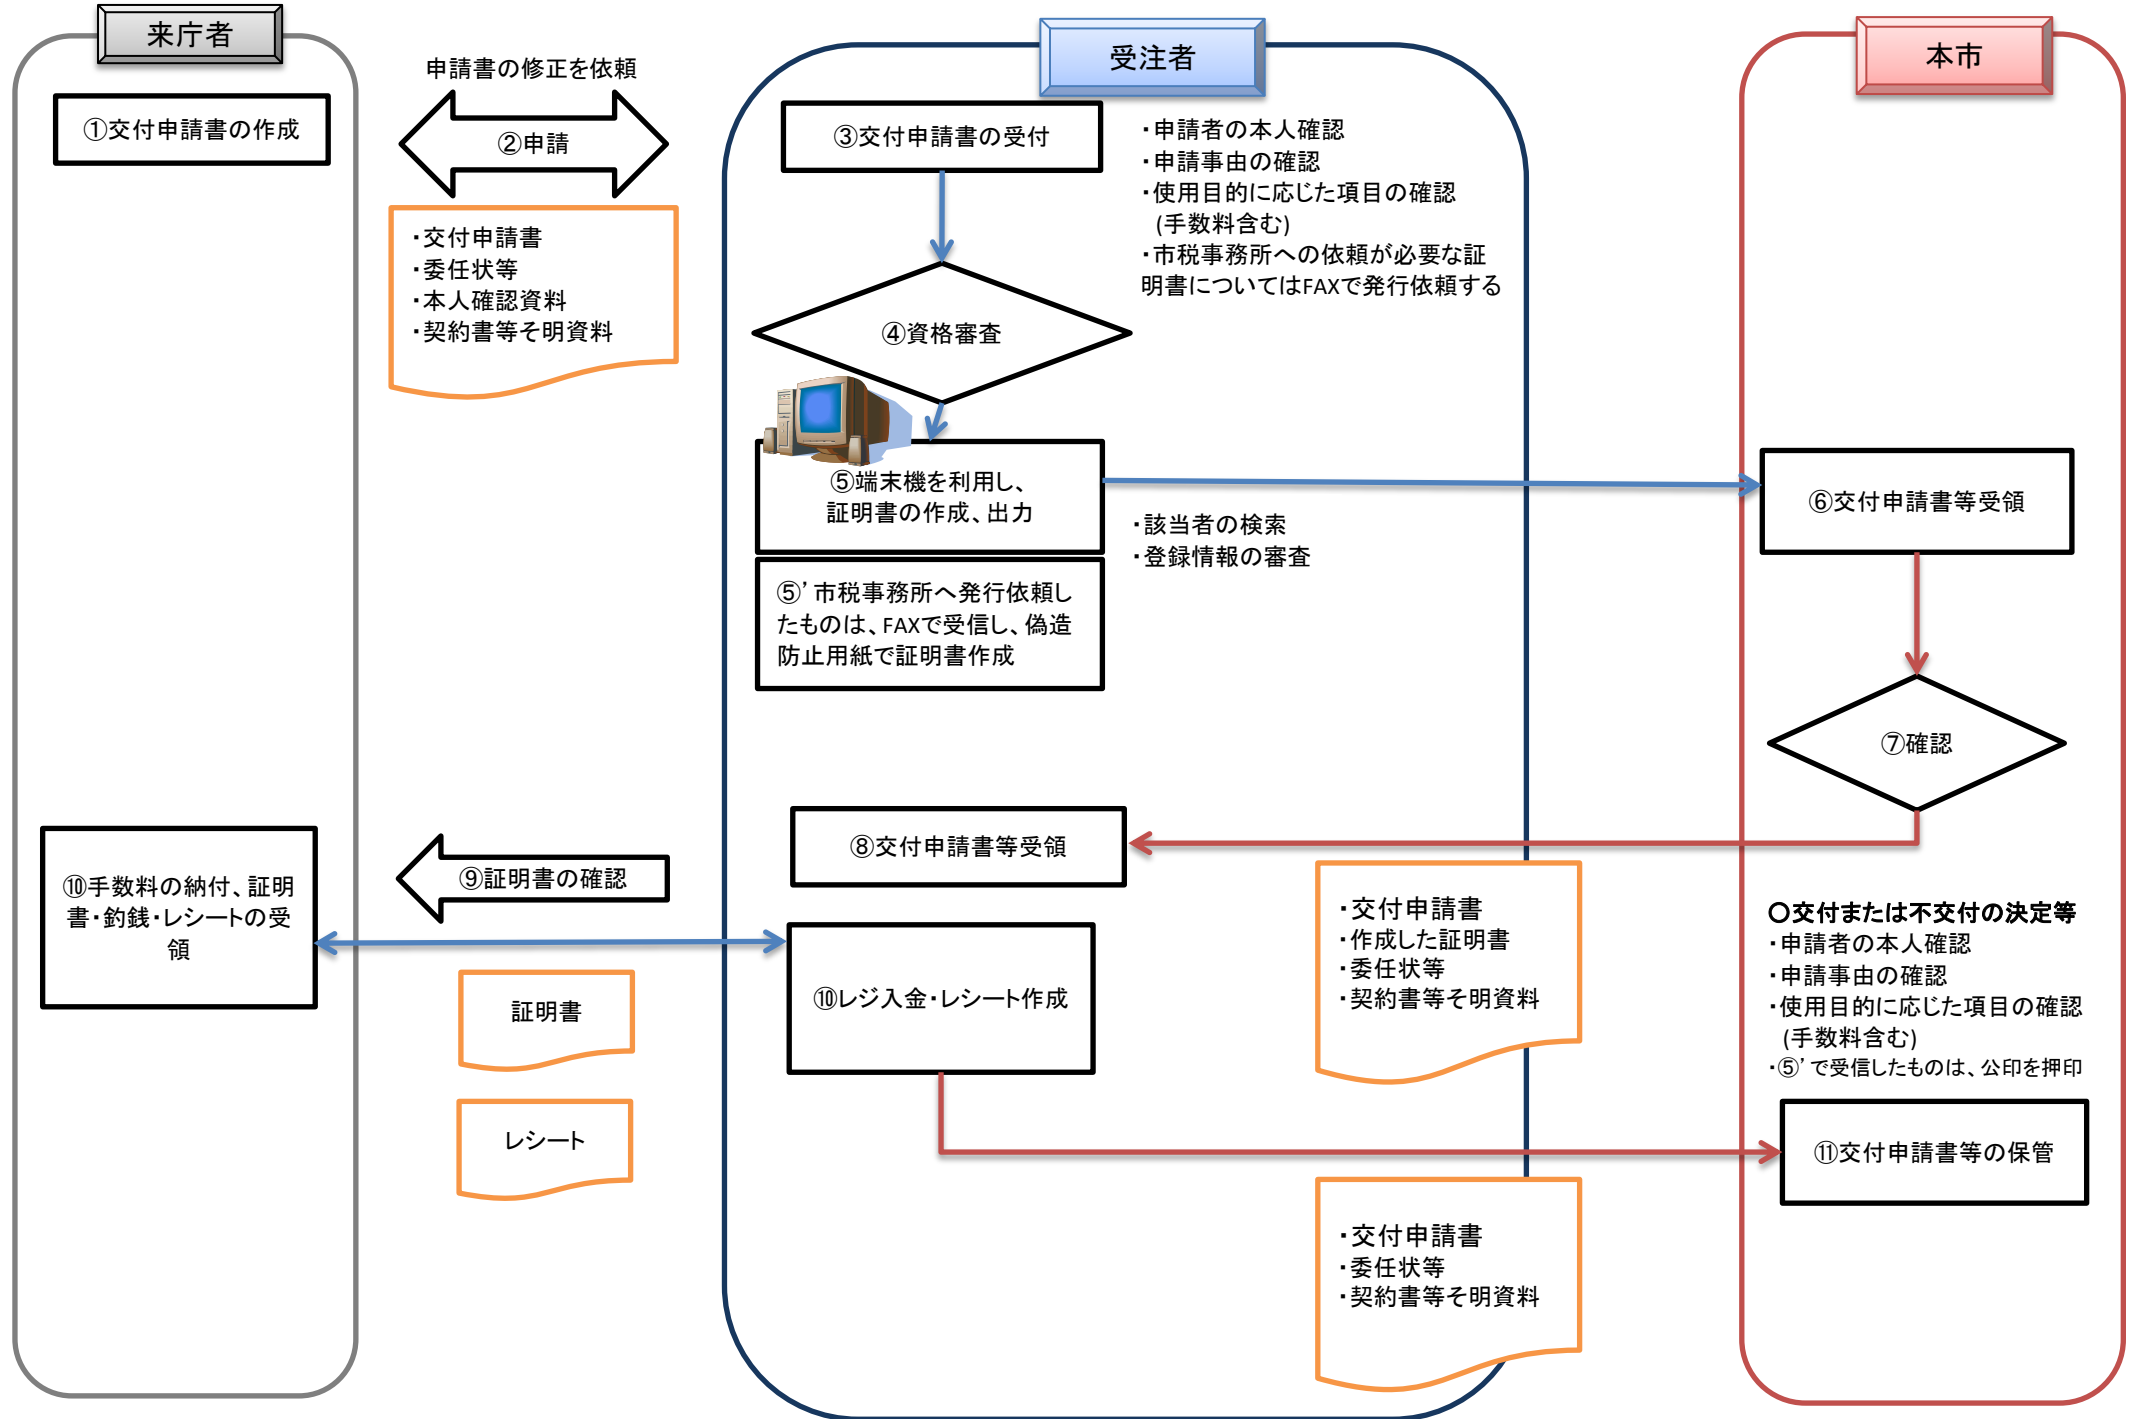 来庁者
受注者
本市
①交付申請書の作成
申請書の修正を依頼
②申請
・交付申請書
・委任状等
・本人確認資料
・契約書等そ明資料
③交付申請書の受付
・申請者の本人確認
・申請事由の確認
・使用目的に応じた項目の確認
(手数料含む)
・市税事務所への依頼が必要な証
明書についてはFAXで発行依頼する
④資格審査
⑤端末機を利用し、
証明書の作成、出力
・該当者の検索
・登録情報の審査
⑤’市税事務所へ発行依頼し
たものは、FAXで受信し、偽造
防止用紙で証明書作成
⑥交付申請書等受領
⑦確認
⑧交付申請書等受領
⑨証明書の確認
⑩手数料の納付、証明
書・釣銭・レシートの受
領
⑩レジ入金・レシート作成
証明書
レシート
・交付申請書
・作成した証明書
・委任状等
・契約書等そ明資料
〇交付または不交付の決定等
・申請者の本人確認
・申請事由の確認
・使用目的に応じた項目の確認
(手数料含む)
・⑤’で受信したものは、公印を押印
⑪交付申請書等の保管
・交付申請書
・委任状等
・契約書等そ明資料